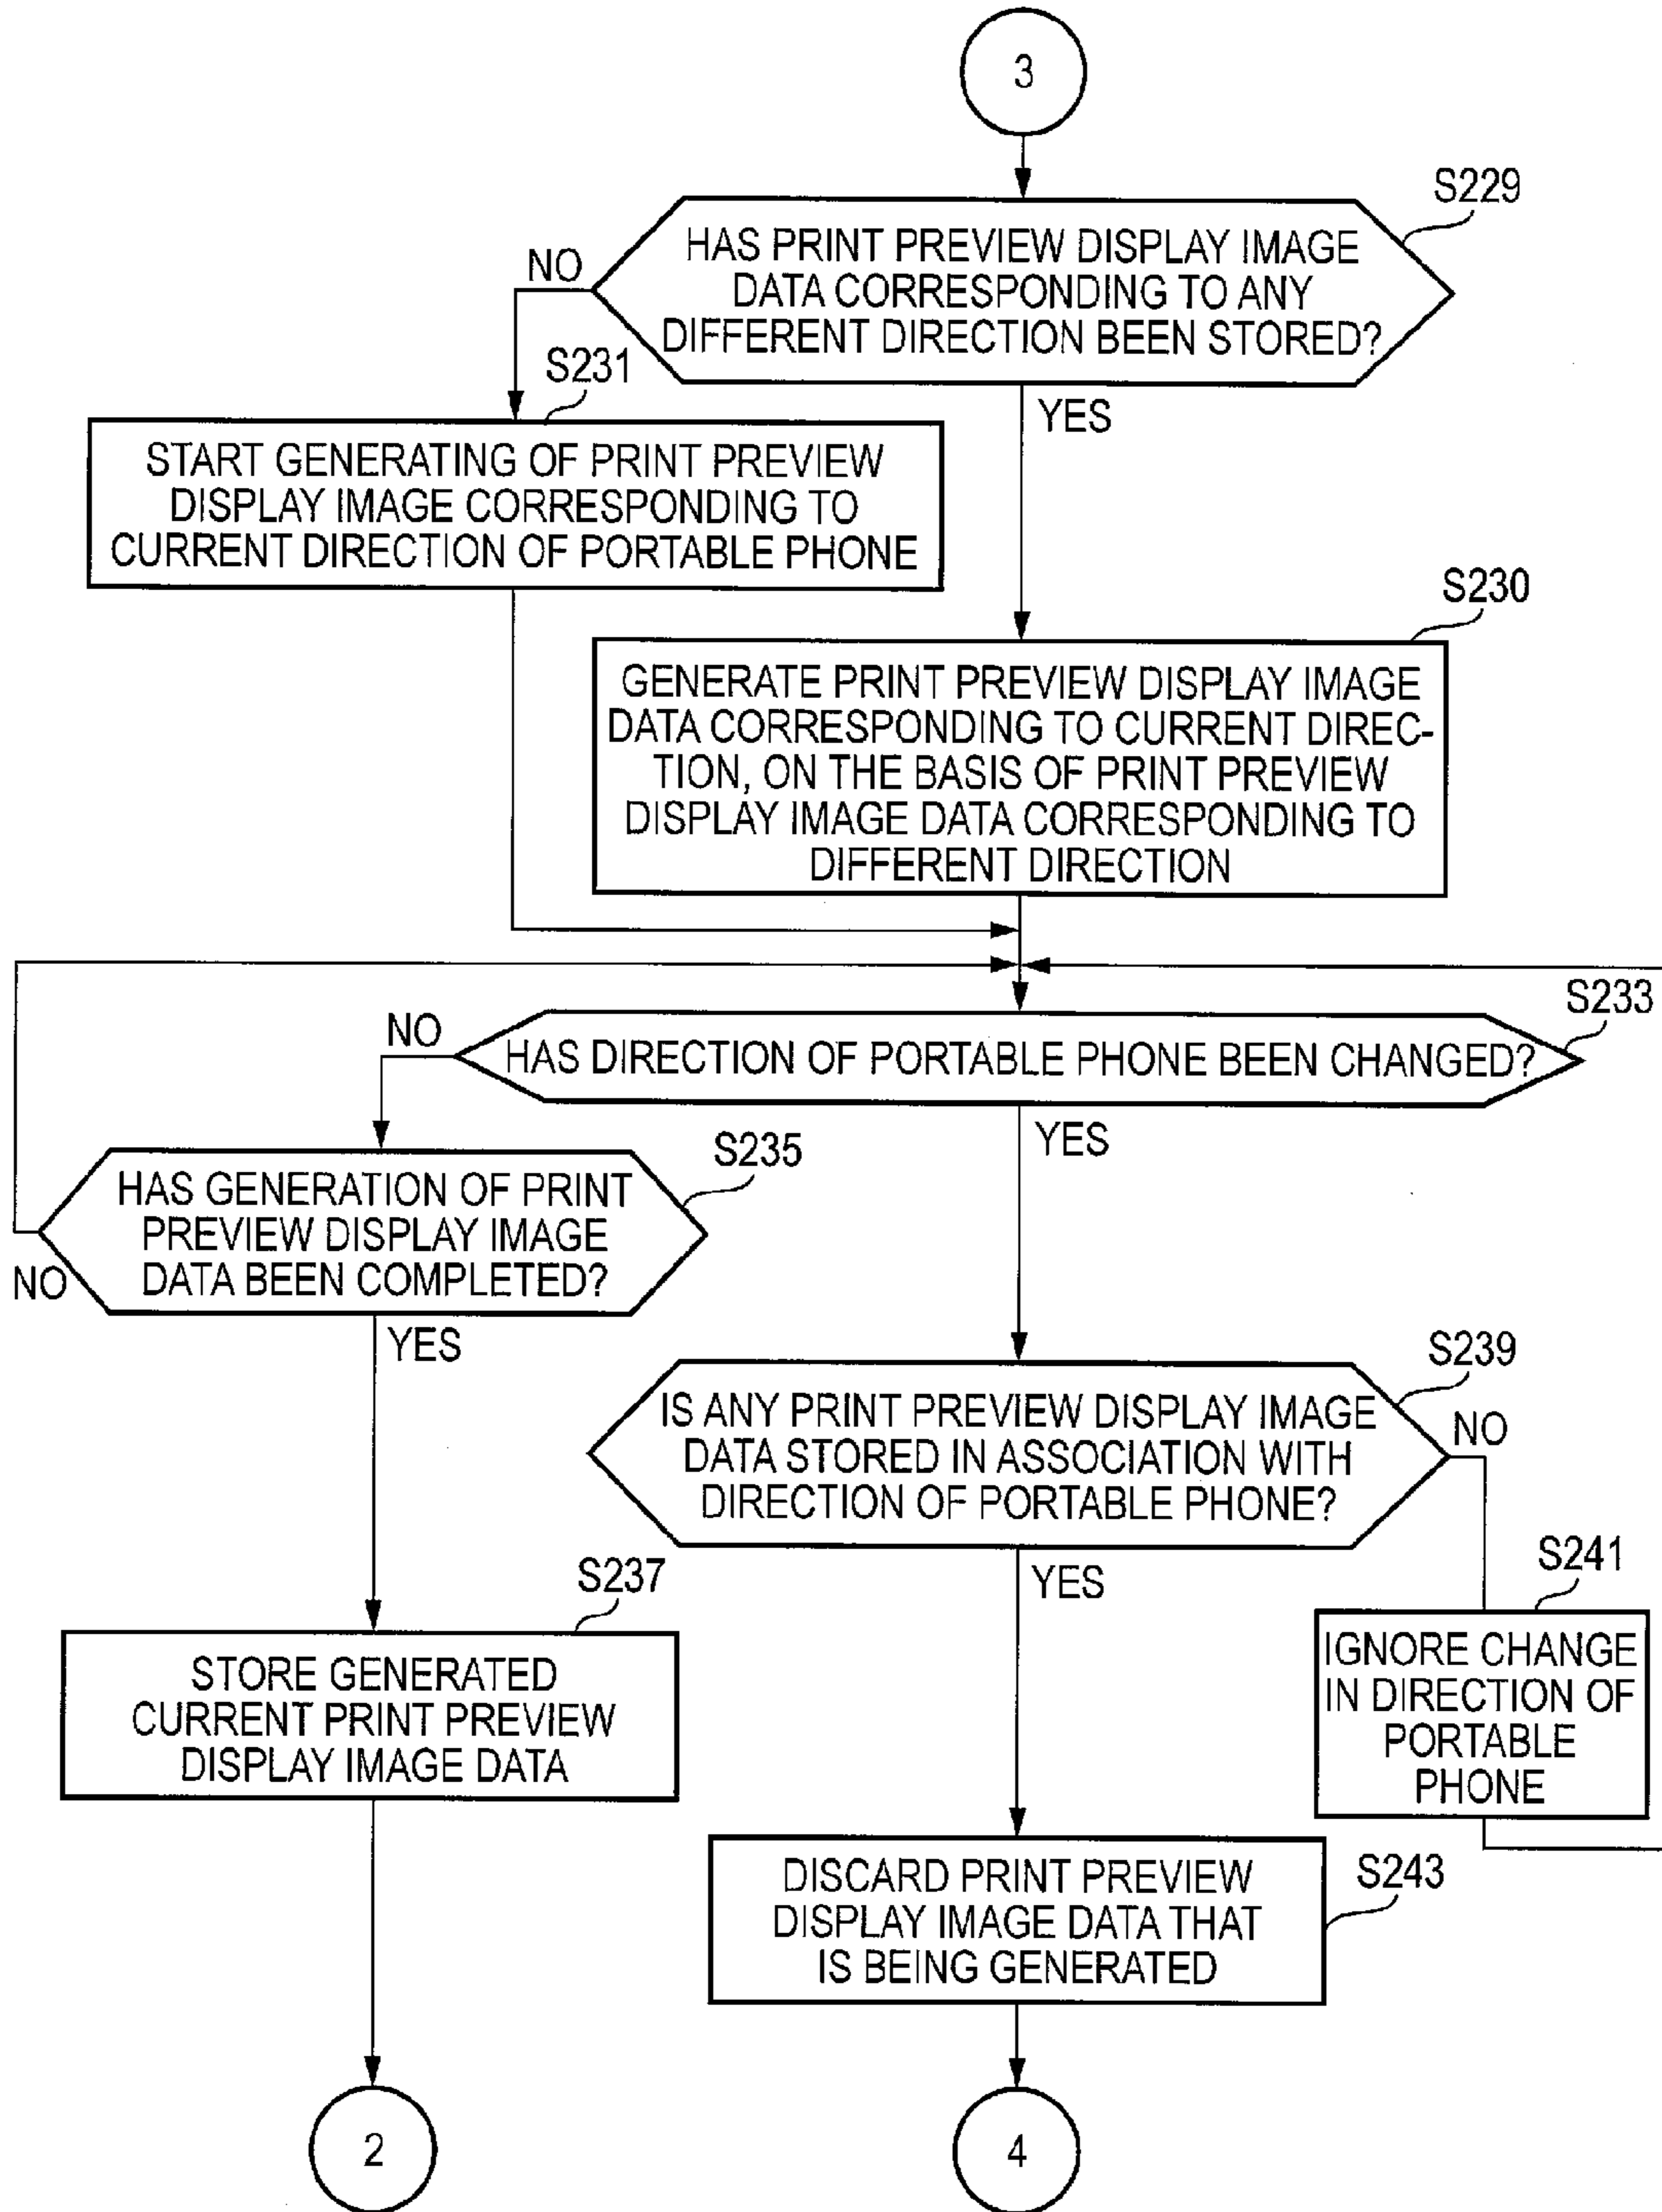 3
S229
HAS PRINT PREVIEW DISPLAY IMAGE
DATA CORRESPONDING TO ANY
DIFFERENT DIRECTION BEEN STORED?
NO
YES
S231
START GENERATING OF PRINT PREVIEW
DISPLAY IMAGE CORRESPONDING TO
CURRENT DIRECTION OF PORTABLE PHONE
S230
GENERATE PRINT PREVIEW DISPLAY IMAGE
DATA CORRESPONDING TO CURRENT DIREC-
TION, ON THE BASIS OF PRINT PREVIEW
DISPLAY IMAGE DATA CORRESPONDING TO
DIFFERENT DIRECTION
S233
NO
HAS DIRECTION OF PORTABLE PHONE BEEN CHANGED?
YES
S235
HAS GENERATION OF PRINT
PREVIEW DISPLAY IMAGE
DATA BEEN COMPLETED?
NO
YES
S239
IS ANY PRINT PREVIEW DISPLAY IMAGE
DATA STORED IN ASSOCIATION WITH
DIRECTION OF PORTABLE PHONE?
NO
YES
S237
STORE GENERATED
CURRENT PRINT PREVIEW
DISPLAY IMAGE DATA
S241
IGNORE CHANGE
IN DIRECTION OF
PORTABLE
PHONE
S243
DISCARD PRINT PREVIEW
DISPLAY IMAGE DATA THAT
IS BEING GENERATED
2
4